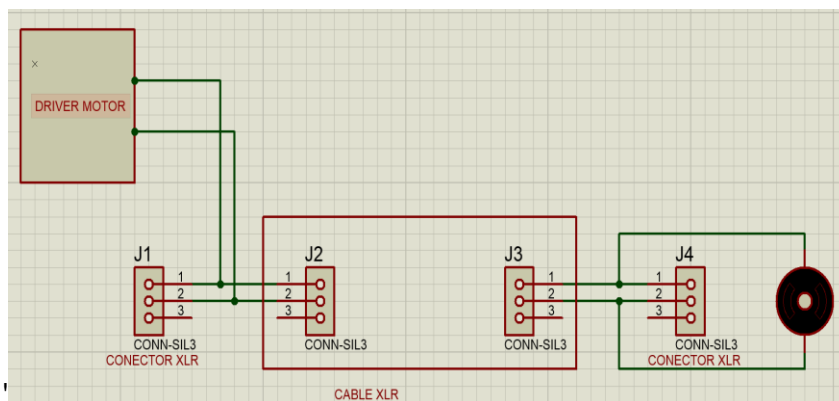 DRIVER MOTOR
J1
1
2
3
CONN-SIL3
CONECTOR XLR
J2
1
2
3
CONN-SIL3
J3
1
2
3
CONN-SIL3
J4
1
2
3
CONN-SIL3
CONECTOR XLR
CABLE XLR